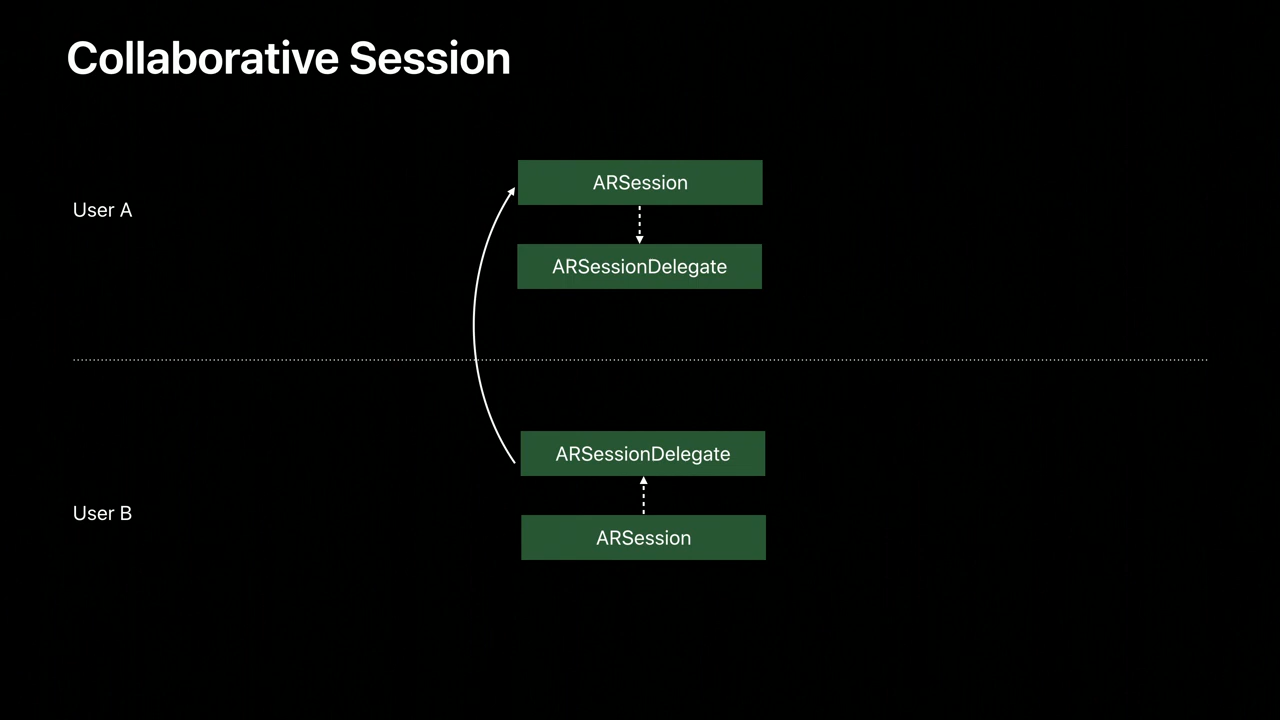 Collaborative Session
User A
ARSession
ARSessionDelegate
User B
ARSessionDelegate
ARSession